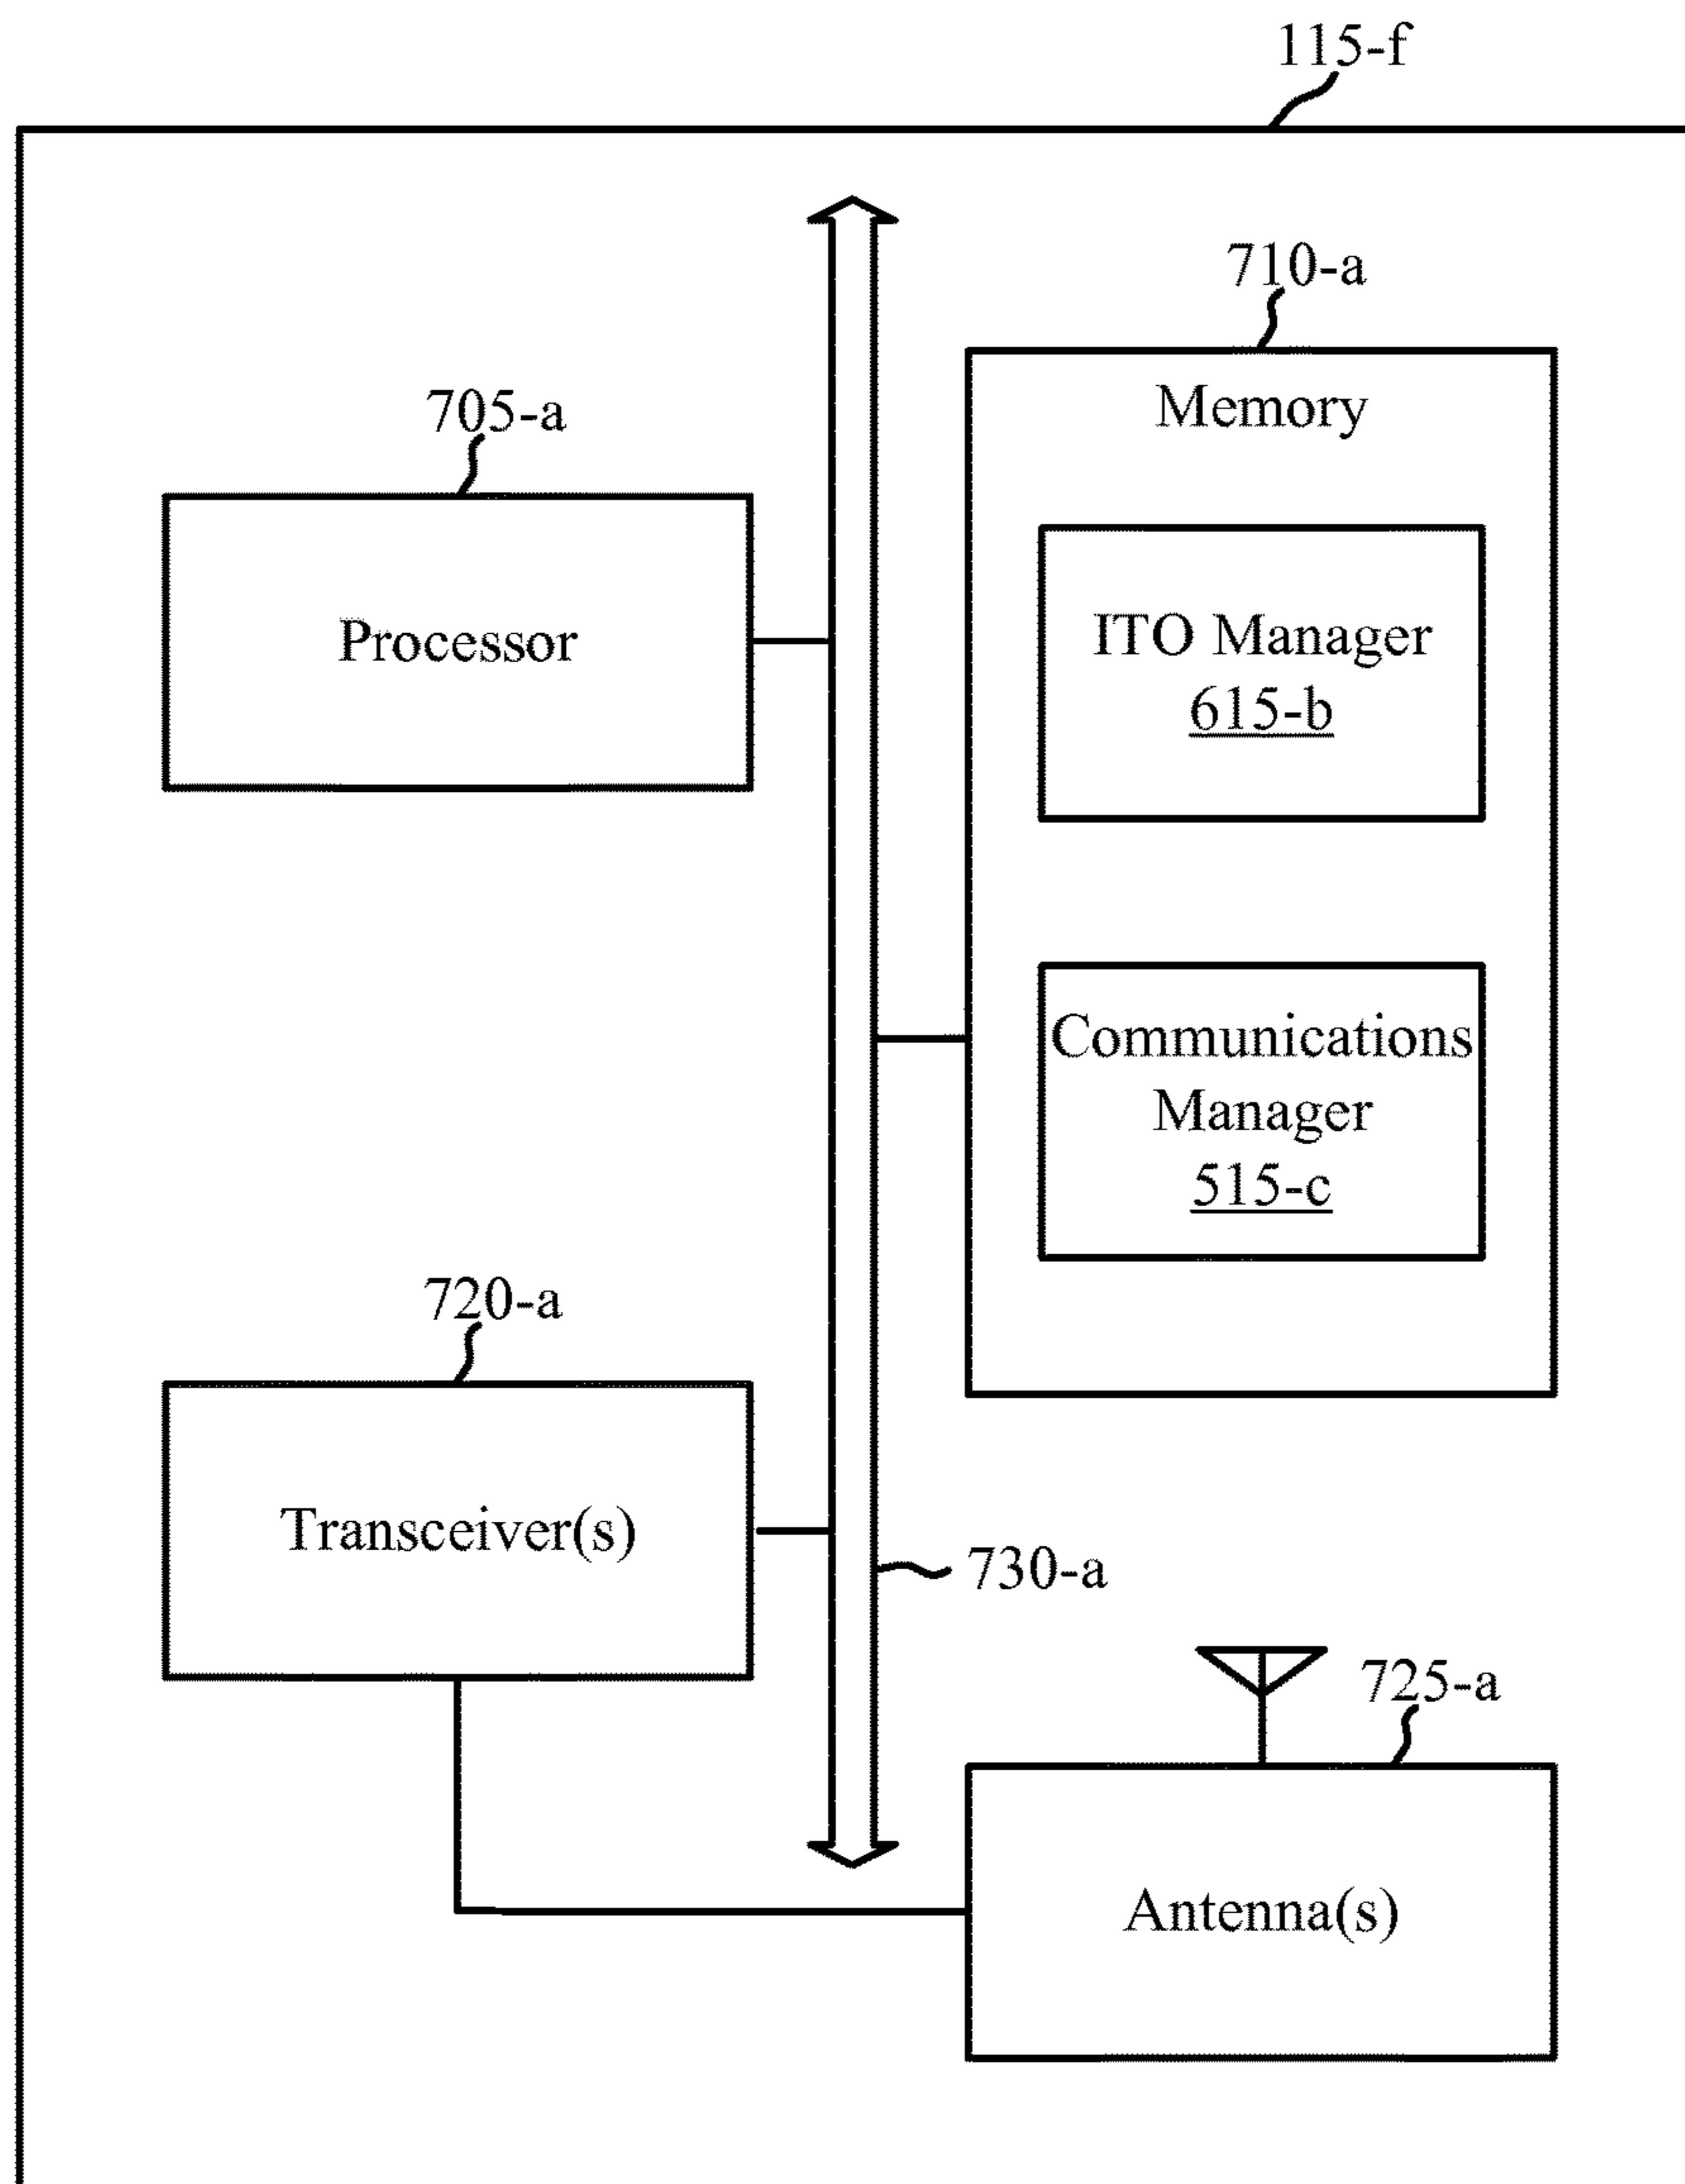 115-f
710-a
Memory
705-a
Processor
ITO Manager
615-b
Communications
Manager
515-c
720-a
Transceiver(s)
730-a
725-a
Antenna(s)